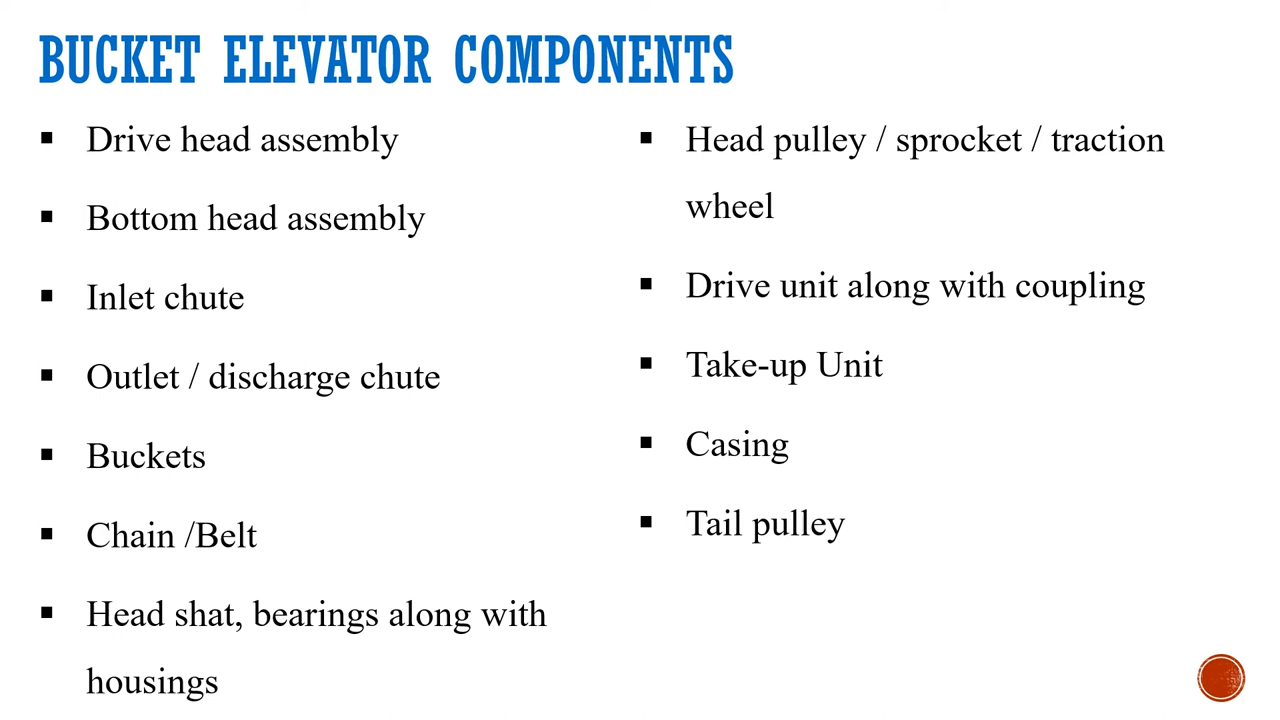 BUCKET ELEVATOR COMPONENTS
▪ Drive head assembly
▪ Bottom head assembly
▪ Inlet chute
▪ Outlet / discharge chute
▪ Buckets
▪ Chain /Belt
▪ Head shat, bearings along with
housings
▪ Head pulley / sprocket / traction
wheel
▪ Drive unit along with coupling
▪ Take-up Unit
▪ Casing
▪ Tail pulley